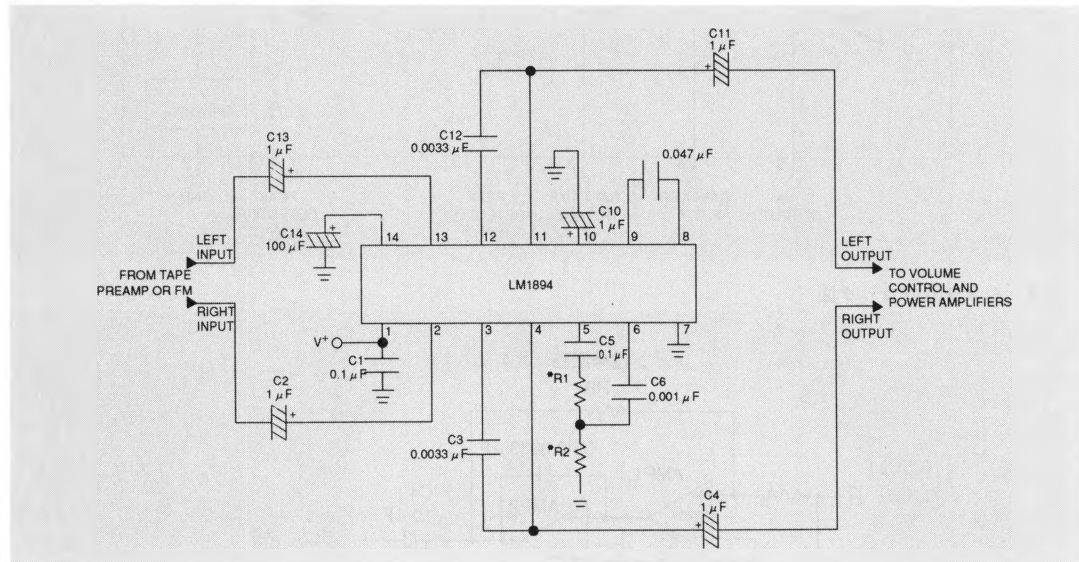 C11
1 µF
+
C12
0.0033 µF
C13
1 µF
+
0.047 µF
C10
1 µF
+
C14
100 µF
+
14 13 12 11 10 9 8
LEFT
INPUT
FROM TAPE
PREAMP OR FM
RIGHT
INPUT
LM1894
LEFT
OUTPUT
TO VOLUME
CONTROL AND
POWER AMPLIFIERS
RIGHT
OUTPUT
1 2 3 4 5 6 7
V+
C1
0.1 µF
C5
0.1 µF
*R1
C6
0.001 µF
C2
1 µF
+
C3
0.0033 µF
*R2
C4
1 µF
+